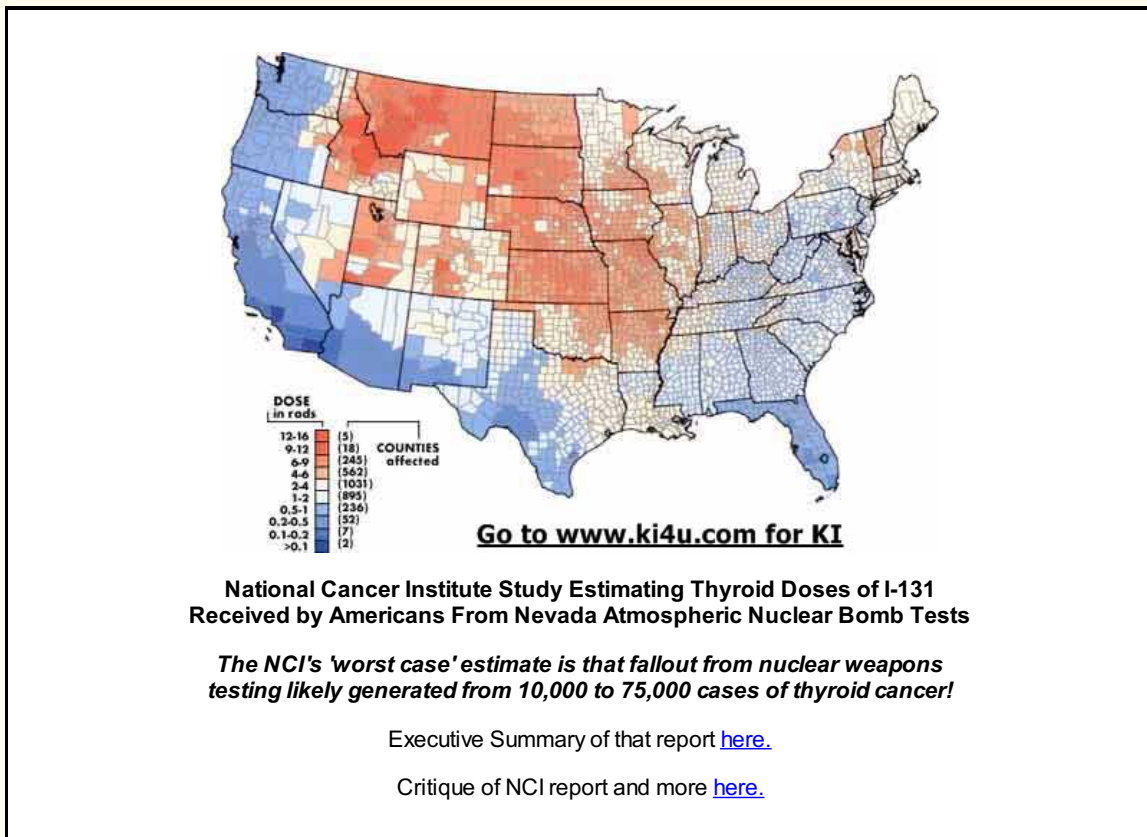 DOSE
in rads
COUNTIES
affected
12-16 (5)
9-12 (18)
6-9 (245)
4-6 (562)
2-4 (1031)
1-2 (895)
0.5-1 (236)
0.2-0.5 (52)
0.1-0.2 (7)
>0.1 (2)
Go to www.ki4u.com for KI
National Cancer Institute Study Estimating Thyroid Doses of I-131
Received by Americans From Nevada Atmospheric Nuclear Bomb Tests
The NCI's 'worst case' estimate is that fallout from nuclear weapons
testing likely generated from 10,000 to 75,000 cases of thyroid cancer!
Executive Summary of that report here.
Critique of NCI report and more here.